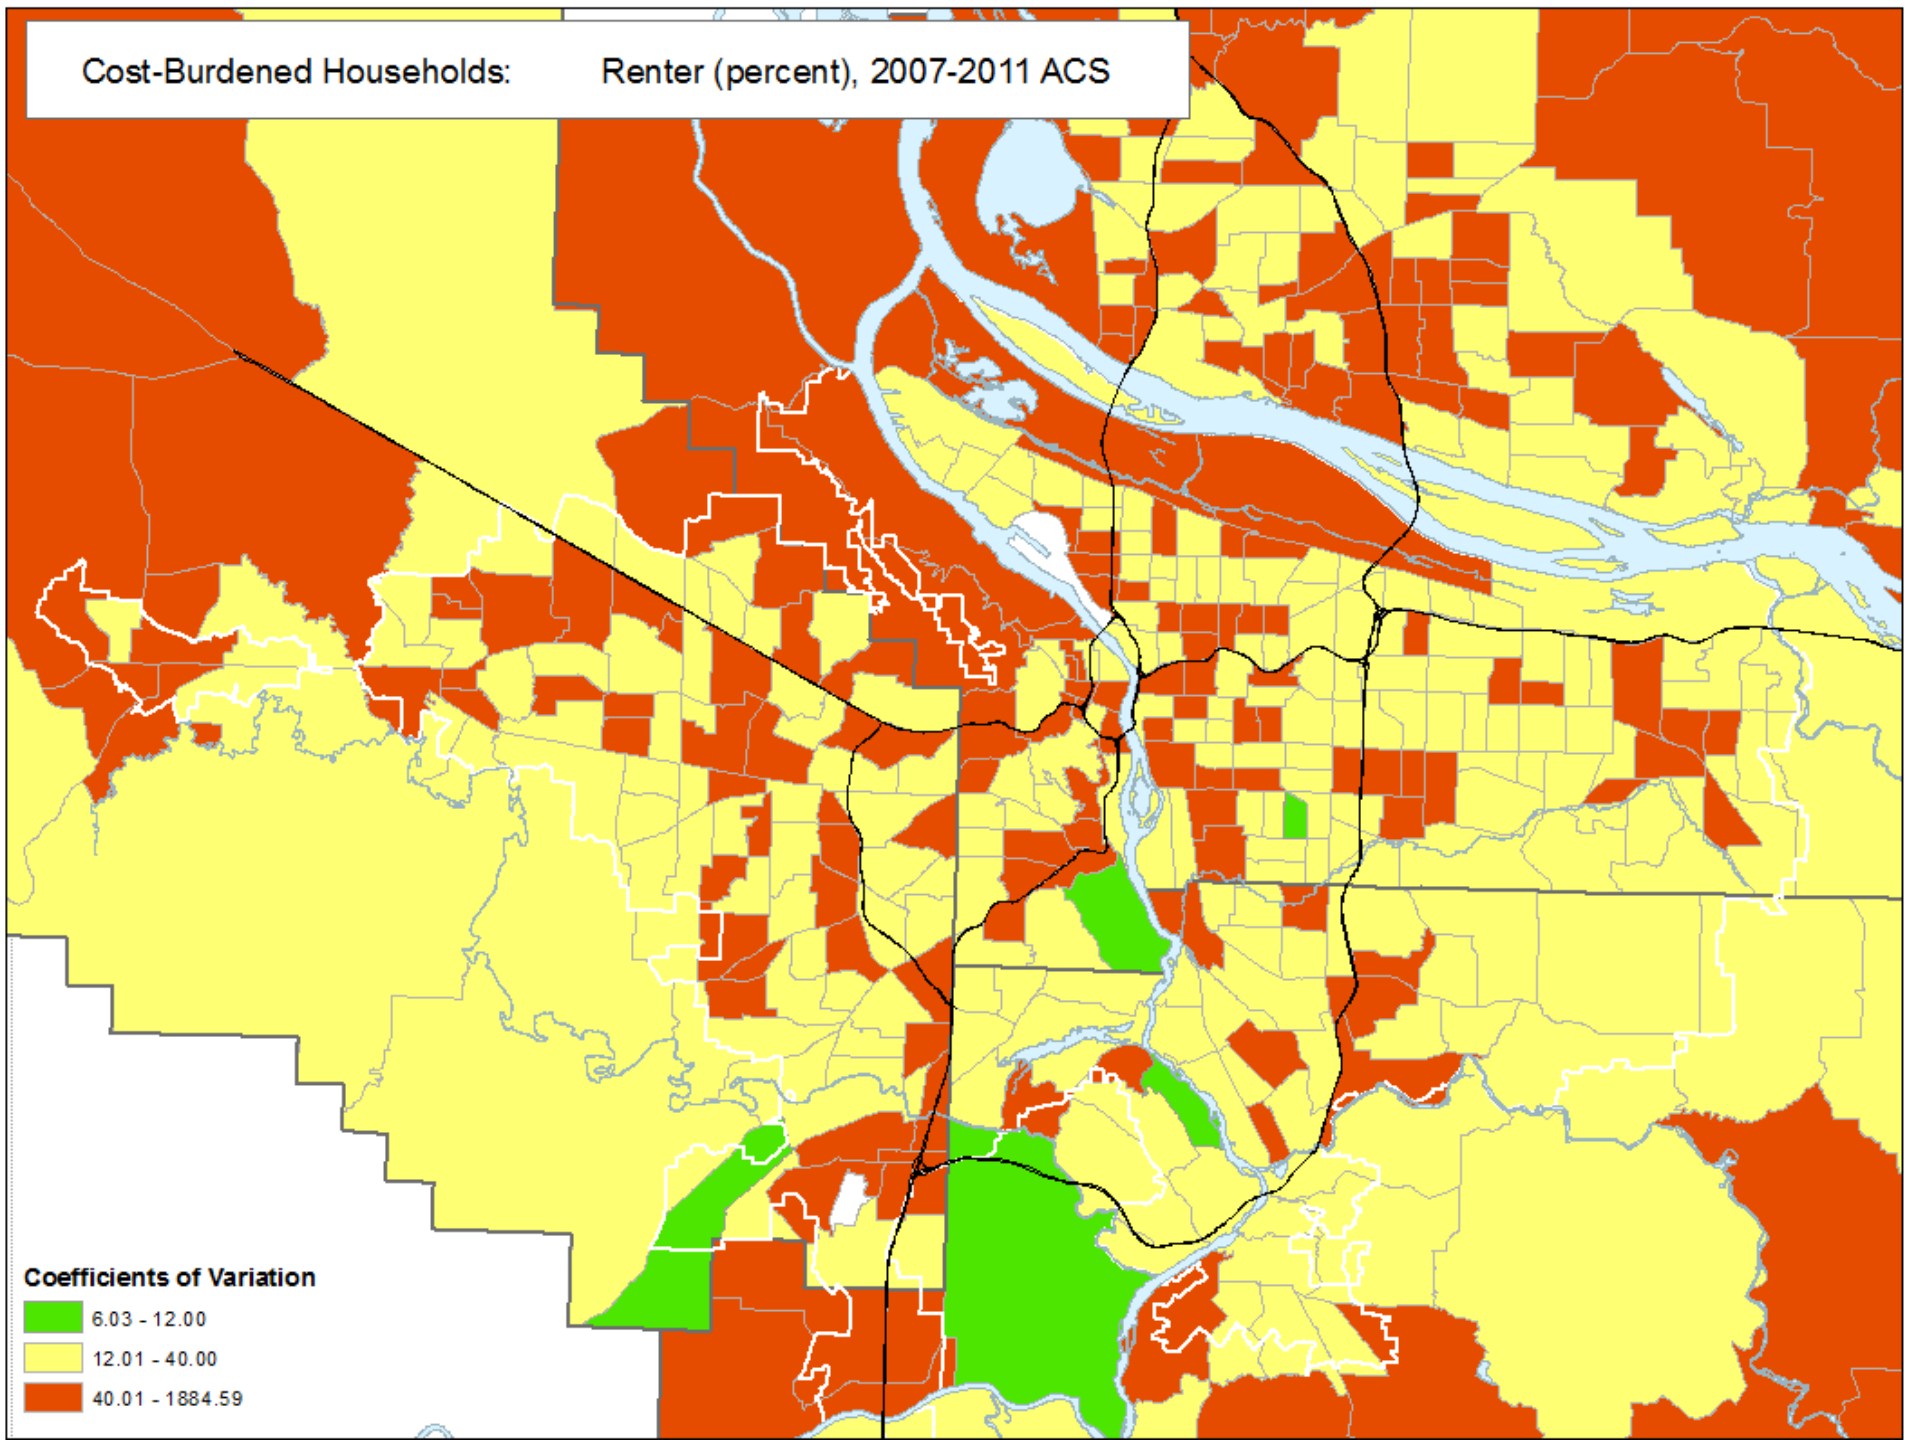 Cost-Burdened Households: Renter (percent), 2007-2011 ACS
Coefficients of Variation
6.03 - 12.00
12.01 - 40.00
40.01 - 1884.59